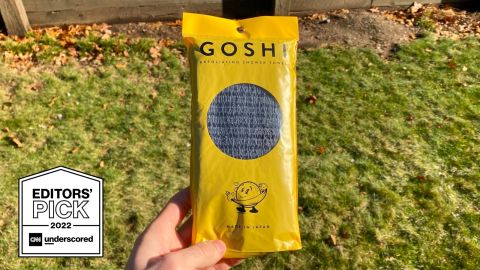 GOSHI
EXFOLIATING SHOWER TOWEL
MADE IN JAPAN
EDITORS'
PICK
2022
CNN underscored